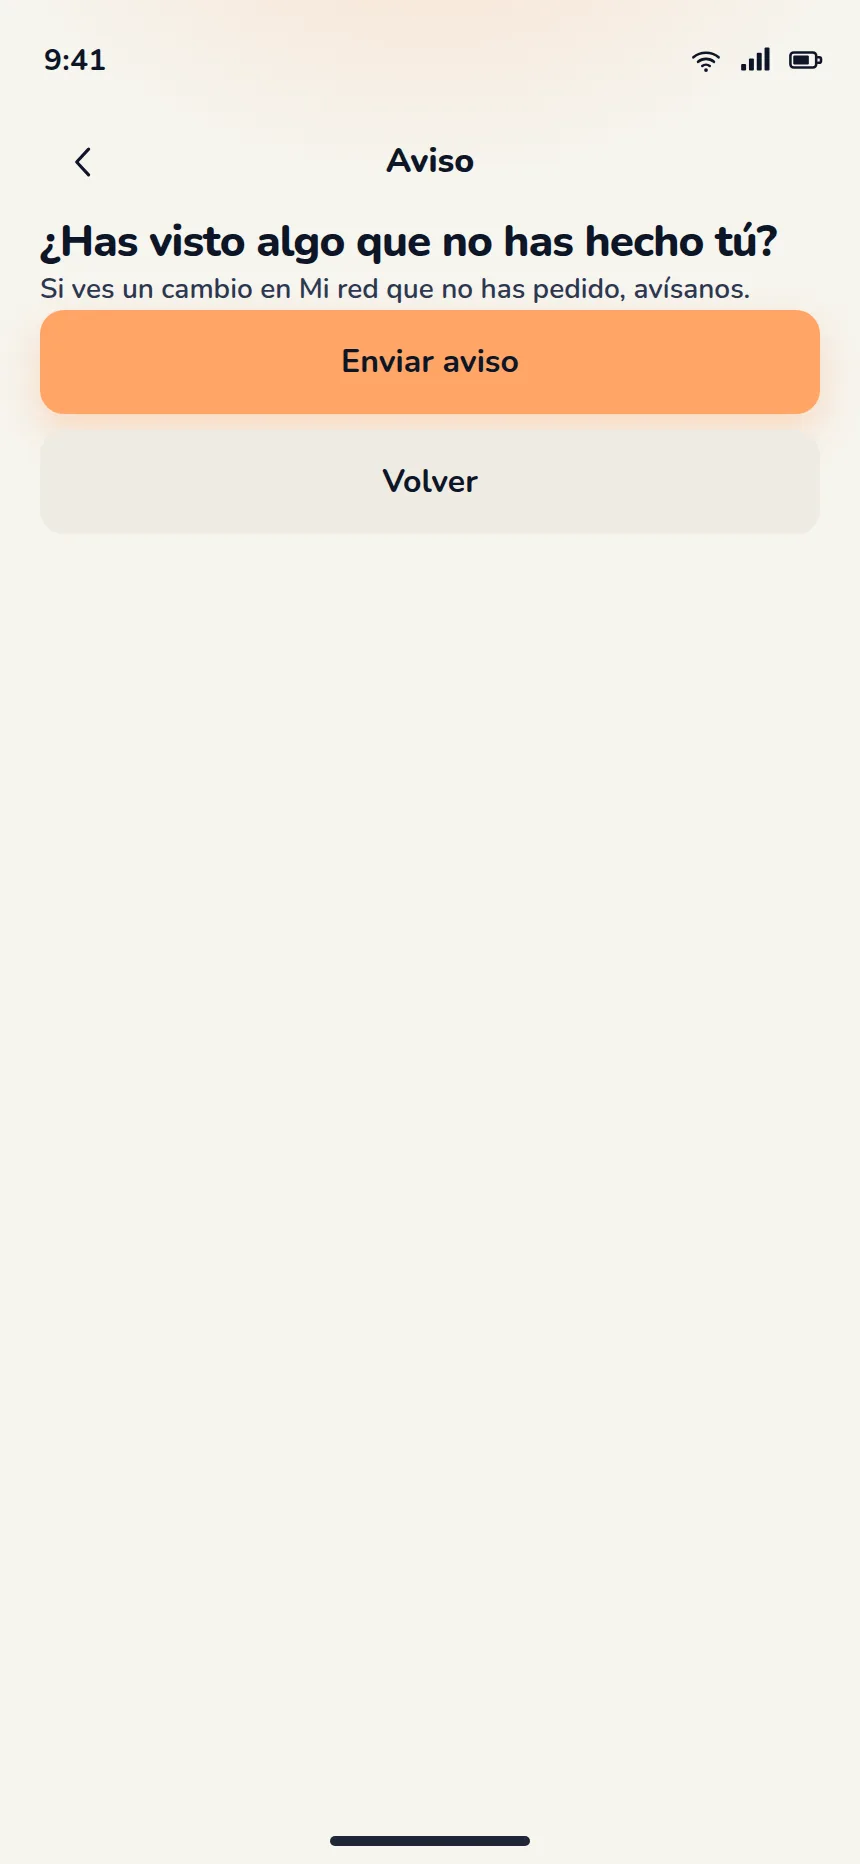 9:41
Aviso
¿Has visto algo que no has hecho tú?
Si ves un cambio en Mi red que no has pedido, avísanos.
Enviar aviso
Volver